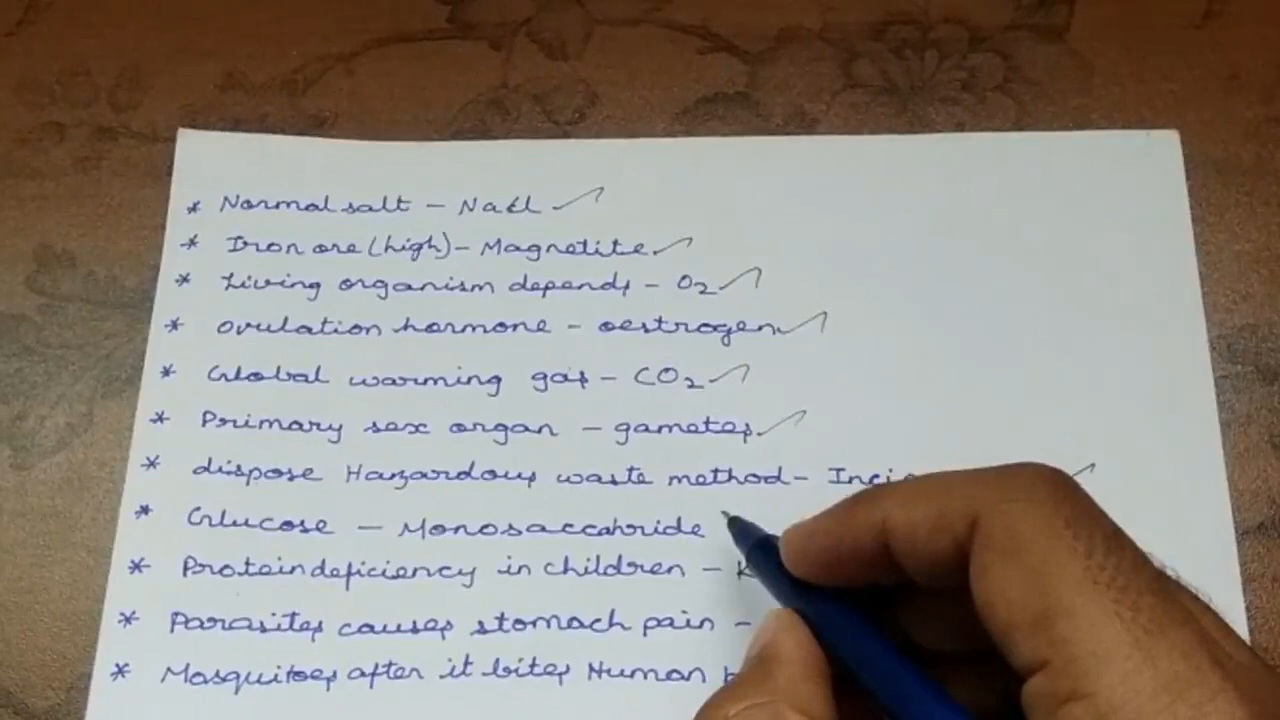 * Normal salt - NaCl
* Iron ore (high) - Magnetite
* Living organism depends - O2
* ovulation hormone - oestrogen
* Global warming gas - CO2
* Primary sex organ - gametes
* dispose Hazardous waste method -
* Glucose - Monosaccahride
* Protein deficiency in children -
* Parasites causes stomach pain -
* Mosquitoes after it bites Human